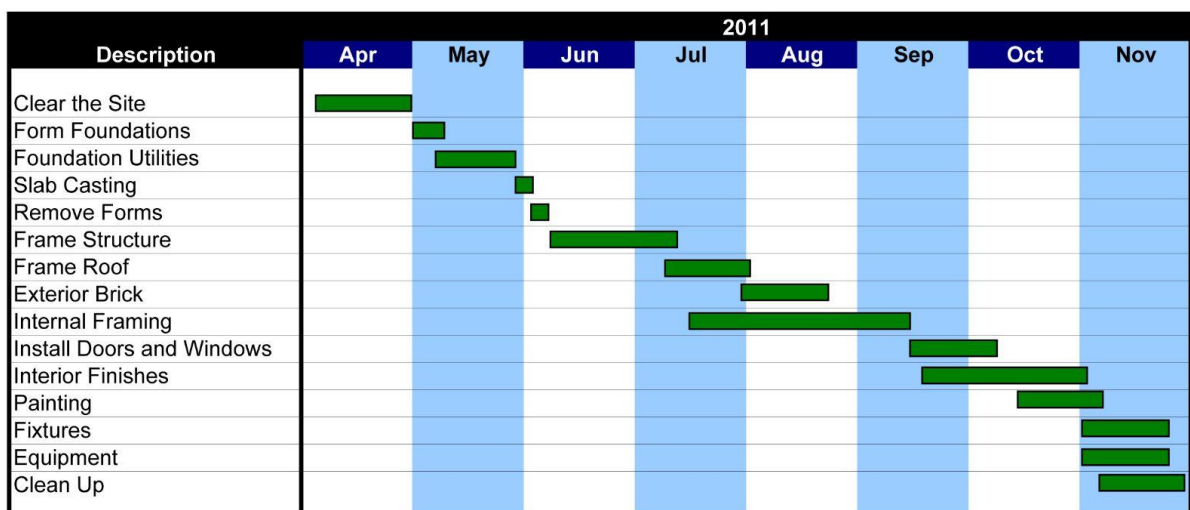 2011
Description Apr May Jun Jul Aug Sep Oct Nov
Clear the Site
Form Foundations
Foundation Utilities
Slab Casting
Remove Forms
Frame Structure
Frame Roof
Exterior Brick
Internal Framing
Install Doors and Windows
Interior Finishes
Painting
Fixtures
Equipment
Clean Up